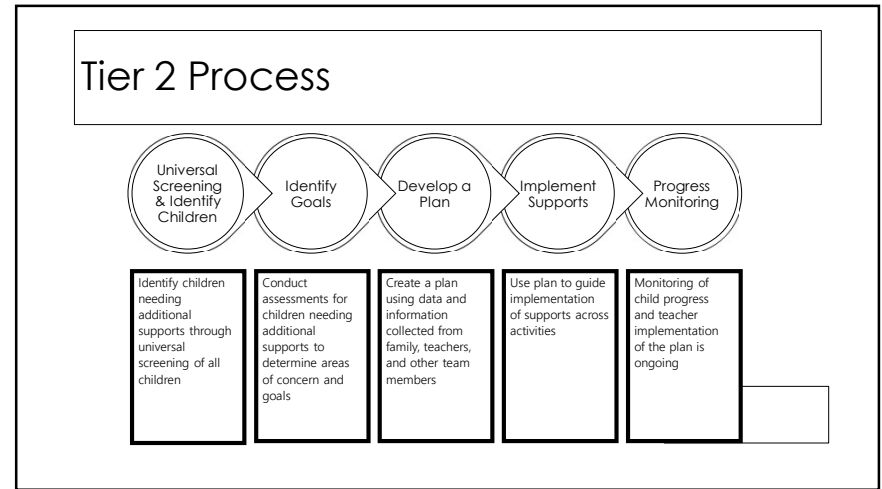 Tier 2 Process
Universal
Screening
& Identify
Children
Identify
Goals
Develop a
Plan
Implement
Supports
Progress
Monitoring
Identify children
needing
additional
supports through
universal
screening of all
children
Conduct
assessments for
children needing
additional
supports to
determine areas
of concern and
goals
Create a plan
using data and
information
collected from
family, teachers,
and other team
members
Use plan to guide
implementation
of supports across
activities
Monitoring of
child progress
and teacher
implementation
of the plan is
ongoing